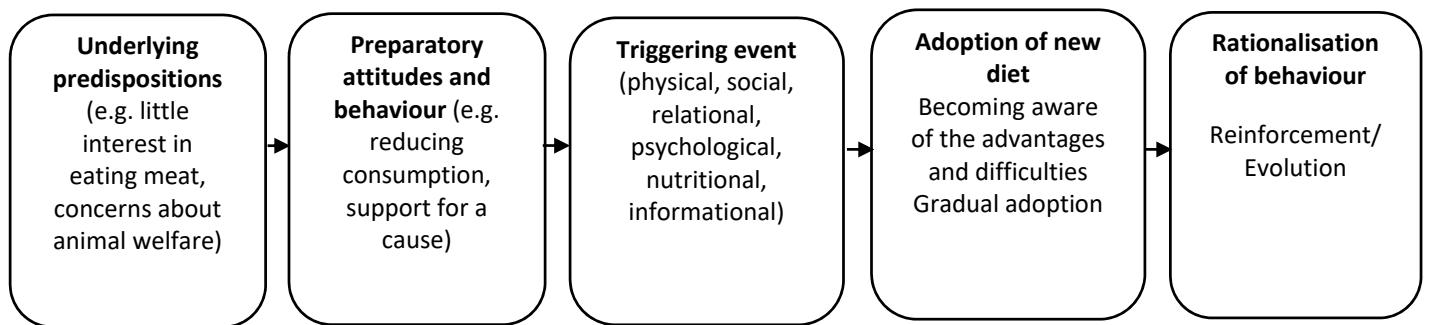 Underlying
predispositions
(e.g. little
interest in
eating meat,
concerns about
animal welfare)
Preparatory
attitudes and
behaviour (e.g.
reducing
consumption,
support for a
cause)
Triggering event
(physical, social,
relational,
psychological,
nutritional,
informational)
Adoption of new
diet
Becoming aware
of the advantages
and difficulties
Gradual adoption
Rationalisation
of behaviour
Reinforcement/
Evolution